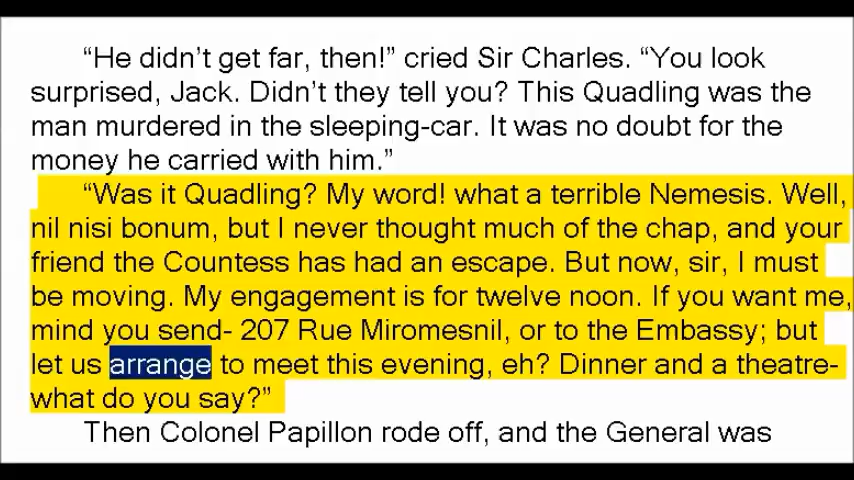 “He didn’t get far, then!” cried Sir Charles. “You look
surprised, Jack. Didn’t they tell you? This Quadling was the
man murdered in the sleeping-car. It was no doubt for the
money he carried with him.”
“Was it Quadling? My word! what a terrible Nemesis. Well,
nil nisi bonum, but I never thought much of the chap, and your
friend the Countess has had an escape. But now, sir, I must
be moving. My engagement is for twelve noon. If you want me,
mind you send- 207 Rue Miromesnil, or to the Embassy; but
let us arrange to meet this evening, eh? Dinner and a theatre-
what do you say?”
Then Colonel Papillon rode off, and the General was